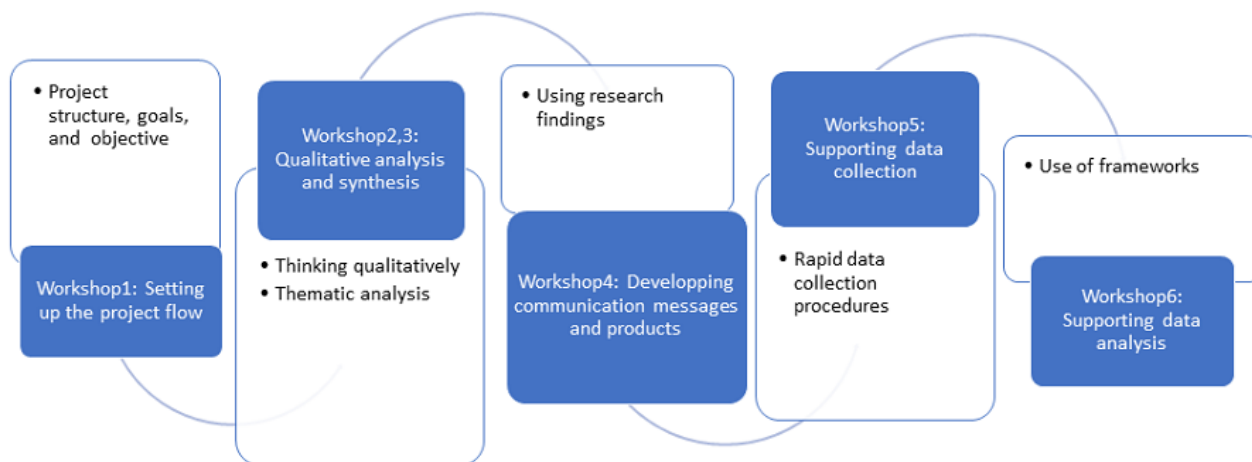 • Project
structure, goals,
and objective
Workshop1: Setting
up the project flow
Workshop2,3:
Qualitative analysis
and synthesis
• Thinking qualitatively
• Thematic analysis
• Using research
findings
Workshop4: Developping
communication messages
and products
Workshop5:
Supporting data
collection
• Rapid data
collection
procedures
• Use of frameworks
Workshop6:
Supporting data
analysis